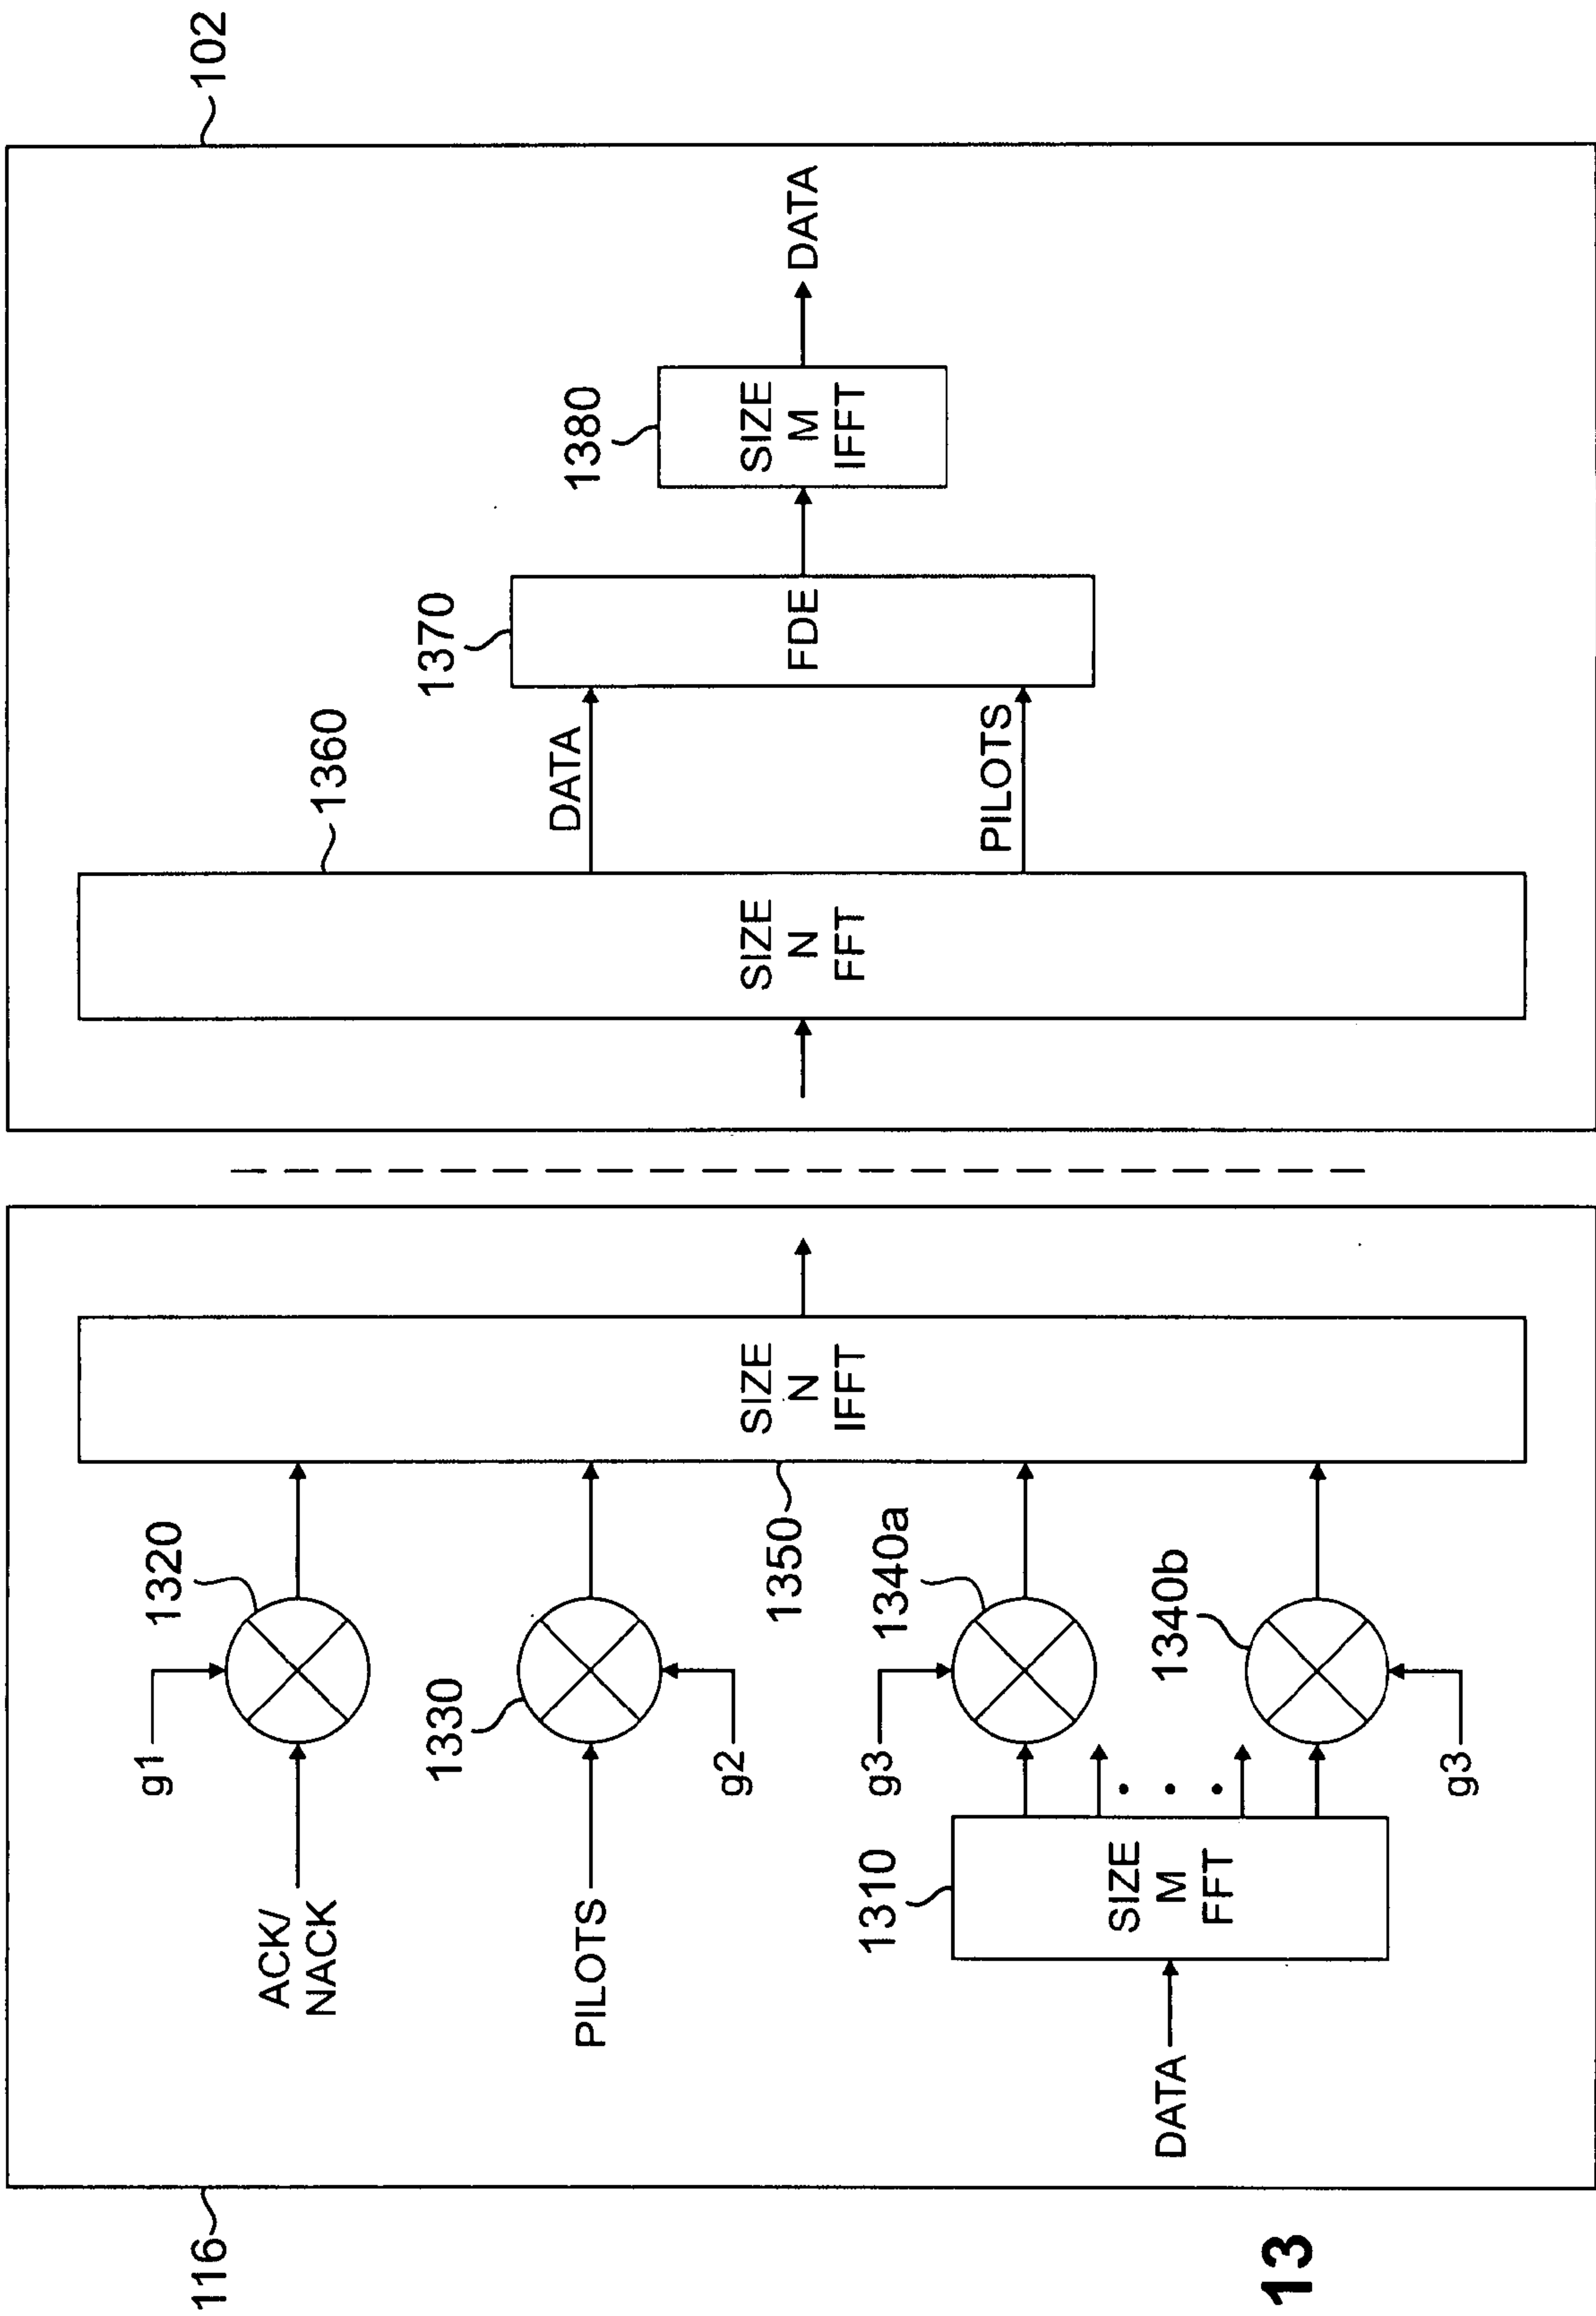 116
ACK/
NACK
g1
1320
PILOTS
1330
g2
DATA
1310
SIZE
M
FFT
g3
1340a
1340b
g3
1350
SIZE
N
IFFT
102
1360
SIZE
N
FFT
DATA
PILOTS
1370
FDE
1380
SIZE
M
IFFT
DATA
13